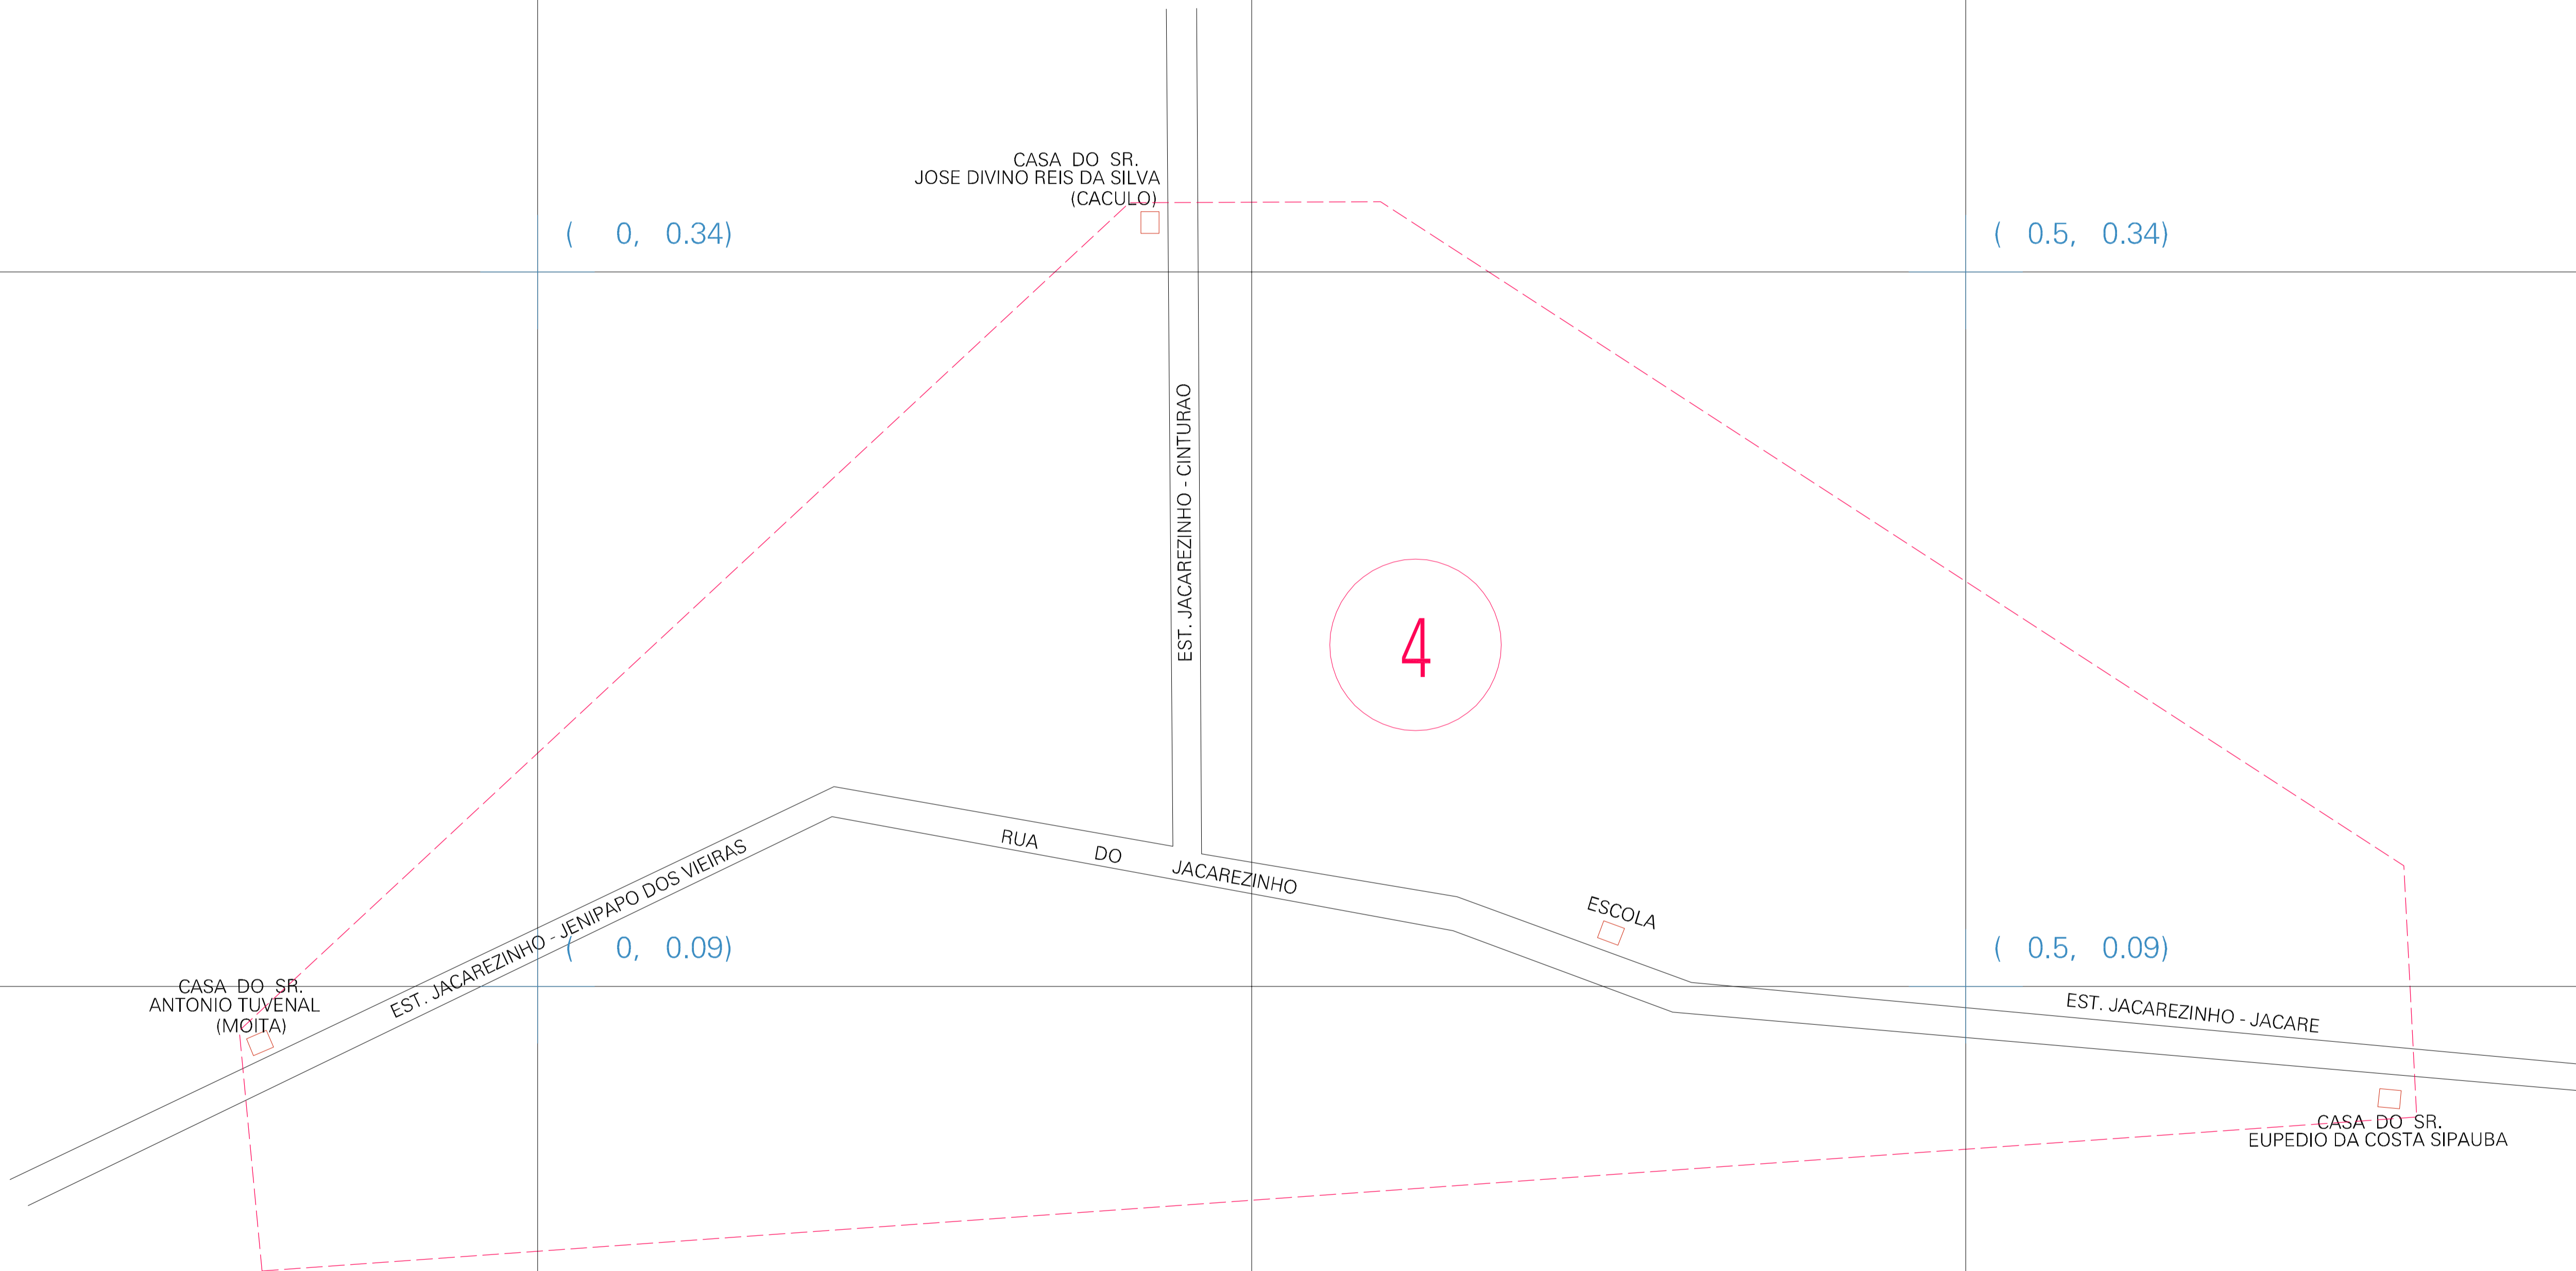 CASA DO SR.
JOSE DIVINO REIS DA SILVA
(CACULO)
( 0, 0.34)
( 0.5, 0.34)
EST. JACAREZINHO - CINTURAO
4
RUA DO JACAREZINHO
EST. JACAREZINHO - JENIPAPO DOS VIEIRAS
ESCOLA
( 0, 0.09)
( 0.5, 0.09)
CASA DO SR.
ANTONIO TUVENAL
(MOITA)
EST. JACAREZINHO - JACARE
CASA DO SR.
EUPEDIO DA COSTA SIPAUBA